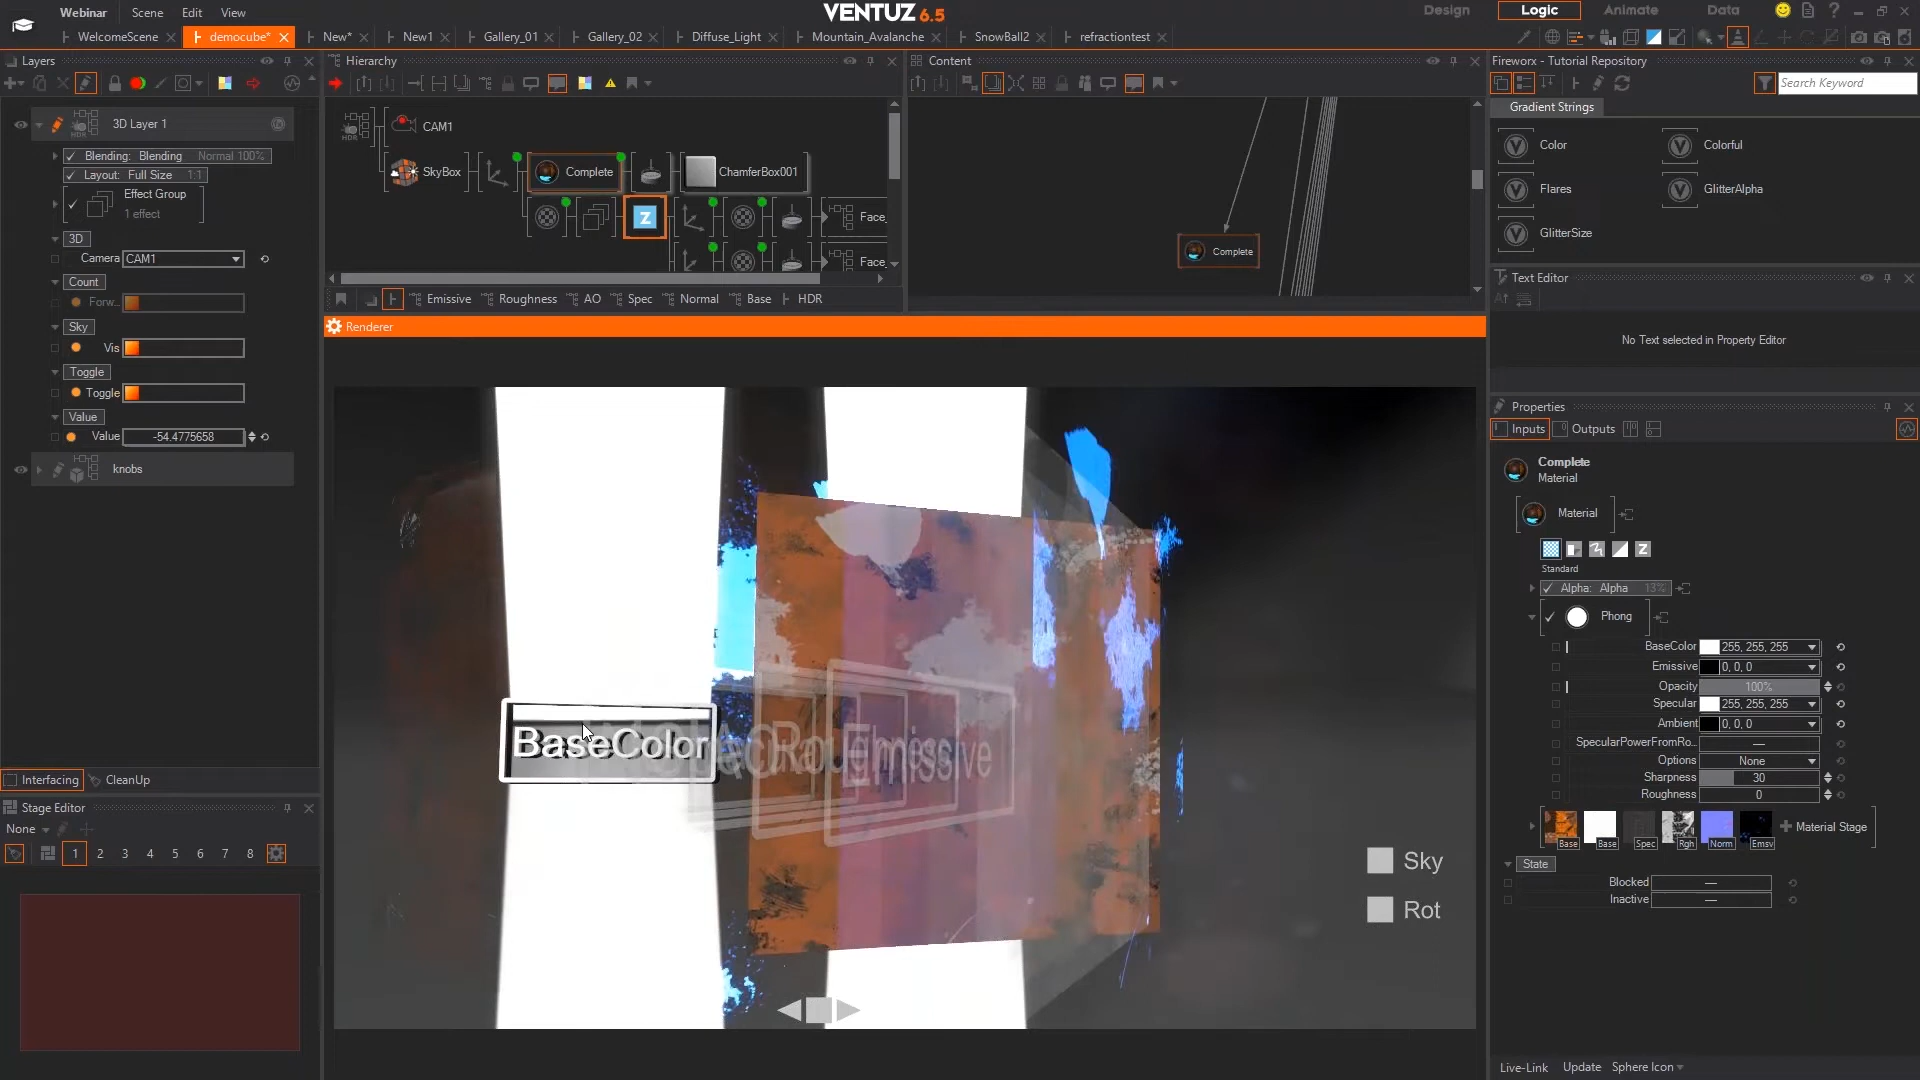 Webinar Scene Edit View
VENTUZ 6.5
Design Logic Animate Data
WelcomeScene democube* New* New1 Gallery_01 Gallery_02 Diffuse_Light Mountain_Avalanche SnowBall2 refractiontest
Layers
3D Layer 1
HDR
Blending: Blending Normal 100%
Layout: Full Size 1:1
Effect Group
1 effect
3D
Camera CAM1
Count
Forw...
Sky
Vis
Toggle
Toggle
Value
Value -54.4775658
knobs
Interfacing CleanUp
Stage Editor
None
1 2 3 4 5 6 7 8
Hierarchy
HDR
CAM1
SkyBox Complete ChamferBox001
Z Face_
Face_
Emissive Roughness AO Spec Normal Base HDR
Content
Complete
Renderer
BaseColor
Emissive
Sky
Rot
Fireworx - Tutorial Repository
Search Keyword
Gradient Strings
Color Colorful
Flares GlitterAlpha
GlitterSize
Text Editor
No Text selected in Property Editor
Properties
Inputs Outputs
Complete
Material
Material
Z
Standard
Alpha: Alpha 13%
Phong
BaseColor 255, 255, 255
Emissive 0, 0, 0
Opacity 100%
Specular 255, 255, 255
Ambient 0, 0, 0
SpecularPowerFromRo... —
Options None
Sharpness 30
Roughness 0
Base Base Spec Rgh Norm Emsv Material Stage
State
Blocked —
Inactive —
Live-Link Update Sphere Icon